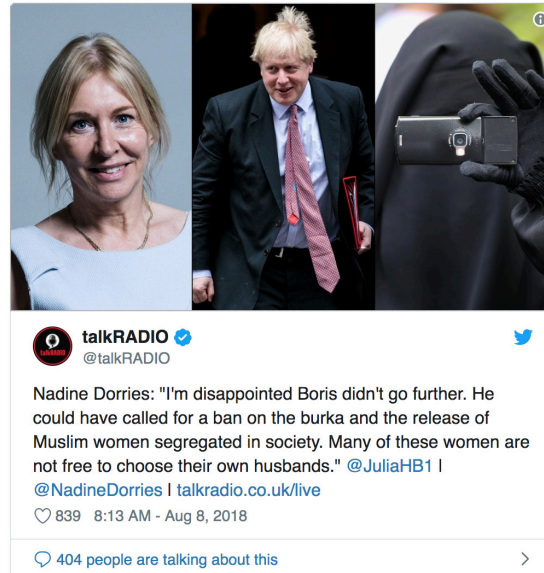 talkRADIO
talkRADIO
@talkRADIO
Nadine Dorries: "I'm disappointed Boris didn't go further. He
could have called for a ban on the burka and the release of
Muslim women segregated in society. Many of these women are
not free to choose their own husbands." @JuliaHB1 |
@NadineDorries | talkradio.co.uk/live
839 8:13 AM - Aug 8, 2018
404 people are talking about this